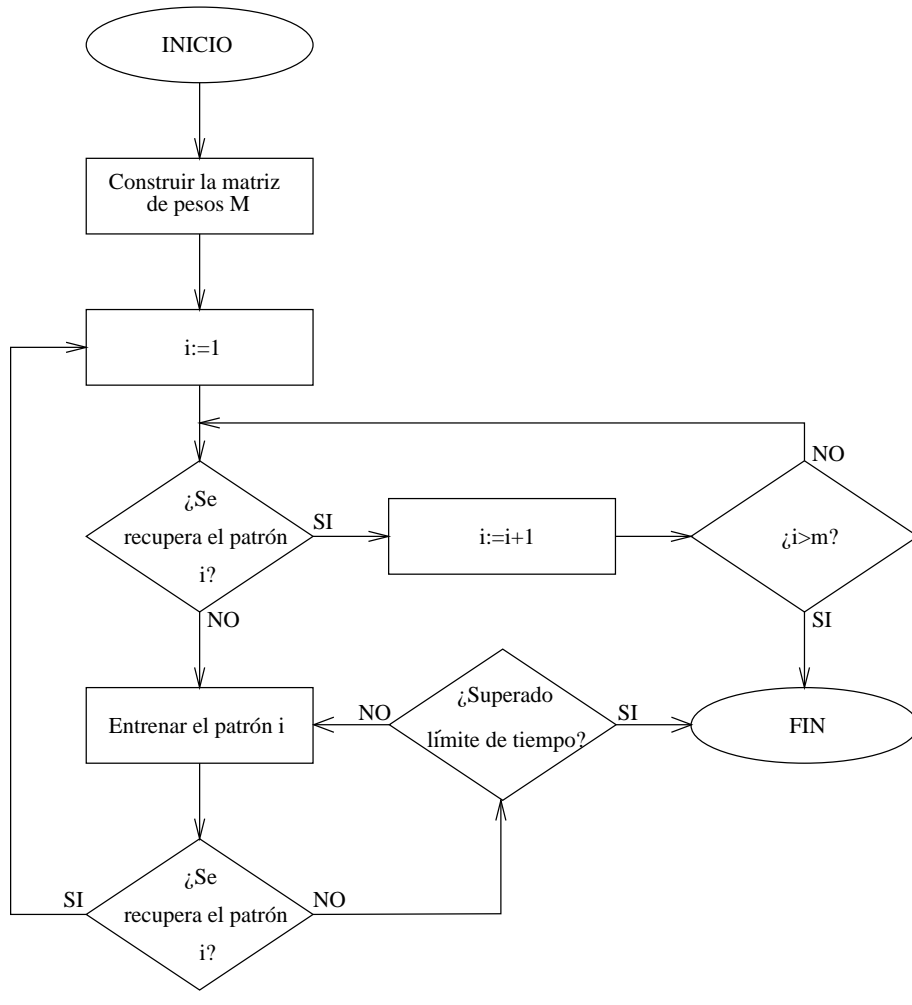 INICIO
Construir la matriz
de pesos M
i:=1
NO
¿Se
recupera el patrón
i?
SI
i:=i+1
¿i>m?
NO
SI
Entrenar el patrón i
NO
¿Superado
límite de tiempo?
SI
FIN
SI
¿Se
recupera el patrón
i?
NO